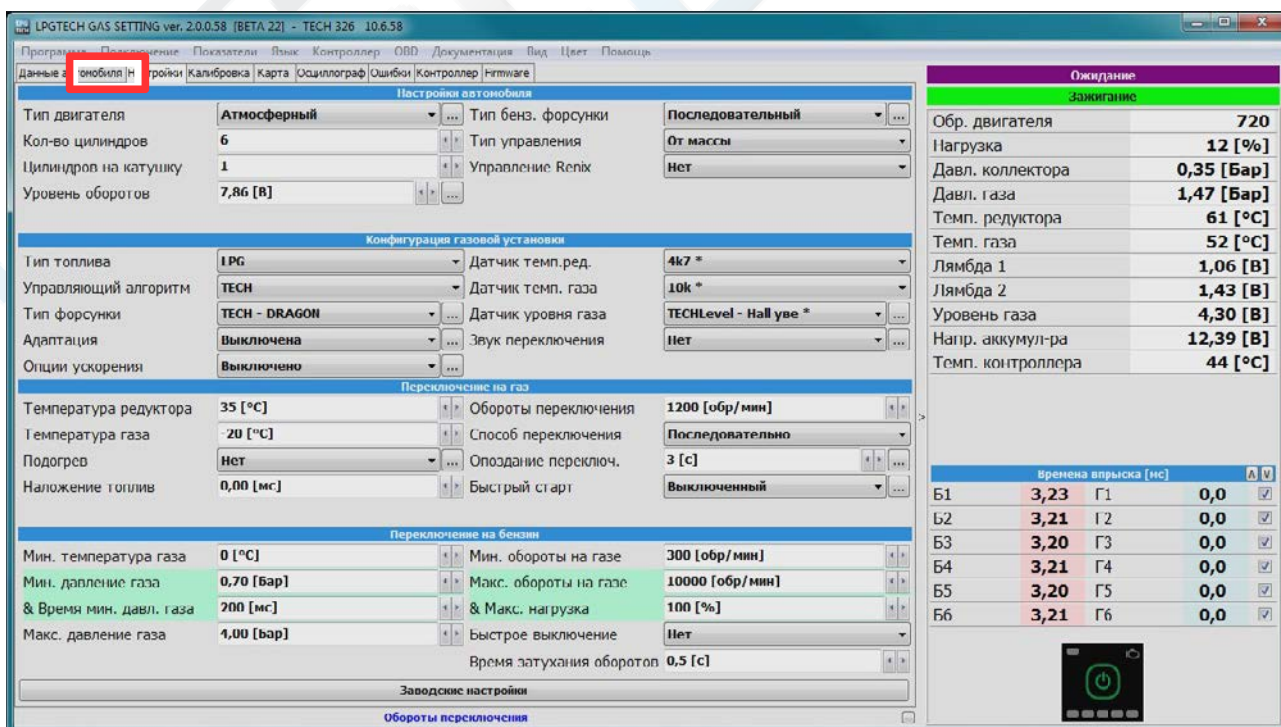 LPGTECH GAS SETTING ver. 2.0.0.58 [BETA 22] - TECH 326 10.6.58
Программа Подключение Показатели Язык Контроллер OBD Документация Вид Цвет Помощь
Данные автомобиля Настройки Калибровка Карта Осциллограф Ошибки Контроллер Firmware
Настройки автомобиля
Тип двигателя Атмосферный ... Тип бенз. форсунки Последовательный ...
Кол-во цилиндров 6 Тип управления От массы
Цилиндров на катушку 1 Управление Renix Нет
Уровень оборотов 7,86 [В] ...
Конфигурация газовой установки
Тип топлива LPG Датчик темп.ред. 4k7 *
Управляющий алгоритм TECH Датчик темп. газа 10k *
Тип форсунки TECH - DRAGON ... Датчик уровня газа TECHLevel - Hall уве * ...
Адаптация Выключена ... Звук переключения Нет ...
Опции ускорения Выключено ...
Переключение на газ
Температура редуктора 35 [°C] Обороты переключения 1200 [обр/мин]
Температура газа -20 [°C] Способ переключения Последовательно
Подогрев Нет ... Опоздание переключ. 3 [с] ...
Наложение топлив 0,00 [мс] Быстрый старт Выключенный ...
Переключение на бензин
Мин. температура газа 0 [°C] Мин. обороты на газе 300 [обр/мин]
Мин. давление газа 0,70 [Бар] Макс. обороты на газе 10000 [обр/мин]
& Время мин. давл. газа 200 [мс] & Макс. нагрузка 100 [%]
Макс. давление газа 4,00 [Бар] Быстрое выключение Нет
Время затухания оборотов 0,5 [с]
Заводские настройки
Обороты переключения
Ожидание
Зажигание
Обр. двигателя 720
Нагрузка 12 [%]
Давл. коллектора 0,35 [Бар]
Давл. газа 1,47 [Бар]
Темп. редуктора 61 [°C]
Темп. газа 52 [°C]
Лямбда 1 1,06 [В]
Лямбда 2 1,43 [В]
Уровень газа 4,30 [В]
Напр. аккумул-ра 12,39 [В]
Темп. контроллера 44 [°C]
Времена впрыска [мс]
Б1 3,23 Г1 0,0
Б2 3,21 Г2 0,0
Б3 3,20 Г3 0,0
Б4 3,21 Г4 0,0
Б5 3,20 Г5 0,0
Б6 3,21 Г6 0,0